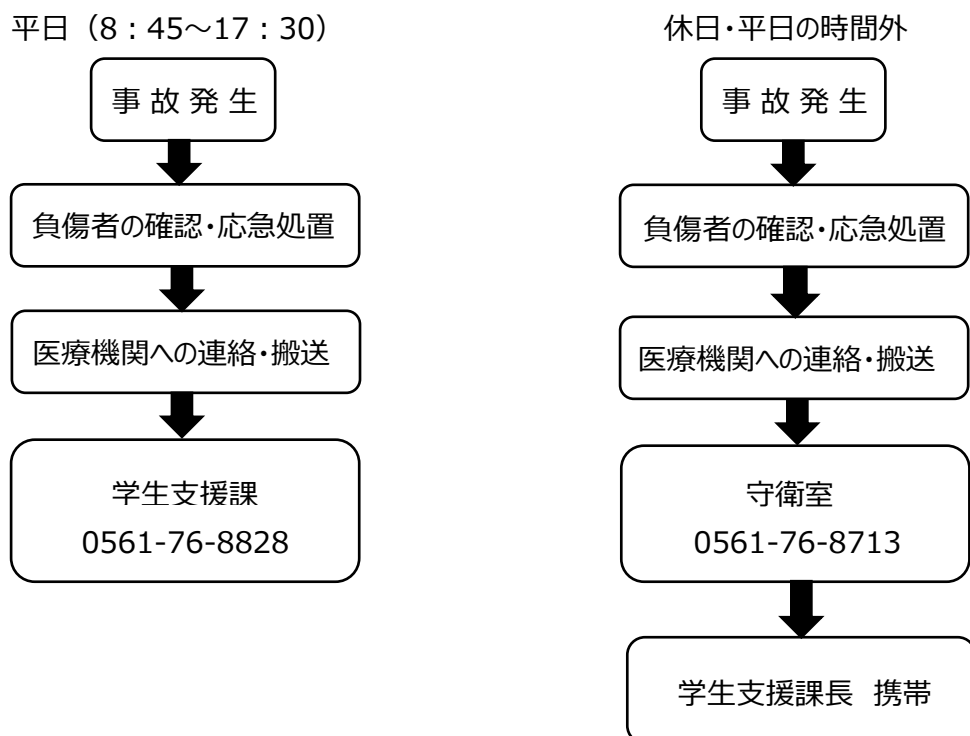 平日（8：45～17：30）
事 故 発 生
負傷者の確認・応急処置
医療機関への連絡・搬送
学生支援課
0561-76-8828
休日・平日の時間外
事 故 発 生
負傷者の確認・応急処置
医療機関への連絡・搬送
守衛室
0561-76-8713
学生支援課長 携帯